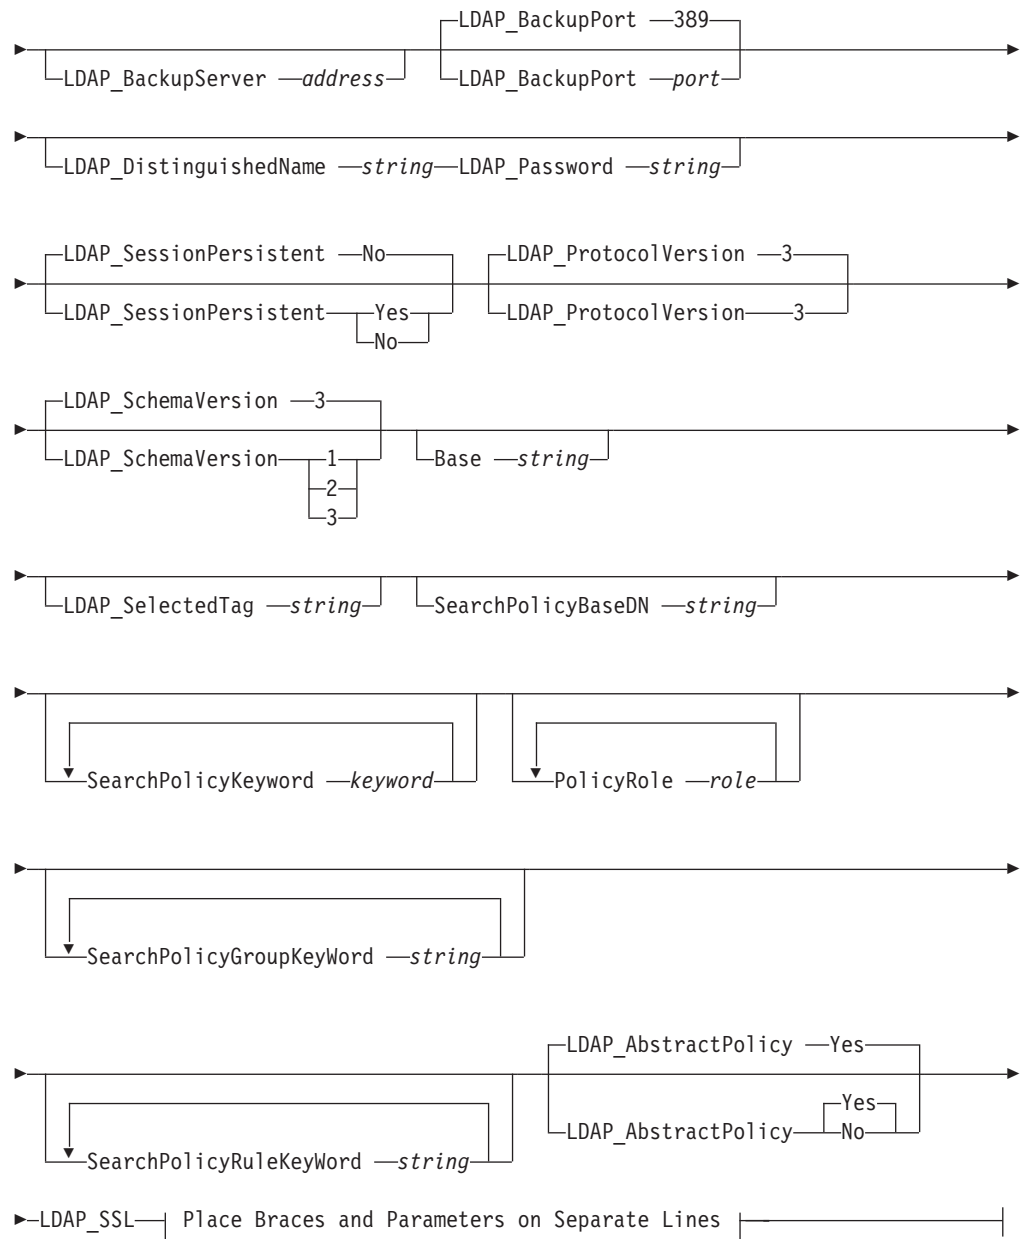 LDAP_BackupPort 389
LDAP_BackupServer address LDAP_BackupPort port
LDAP_DistinguishedName string LDAP_Password string
LDAP_SessionPersistent No LDAP_ProtocolVersion 3
LDAP_SessionPersistent Yes LDAP_ProtocolVersion 3
No
LDAP_SchemaVersion 3
LDAP_SchemaVersion 1 Base string
2
3
LDAP_SelectedTag string SearchPolicyBaseDN string
SearchPolicyKeyword keyword PolicyRole role
SearchPolicyGroupKeyWord string
LDAP_AbstractPolicy Yes
Yes
LDAP_AbstractPolicy No
SearchPolicyRuleKeyWord string
LDAP_SSL Place Braces and Parameters on Separate Lines